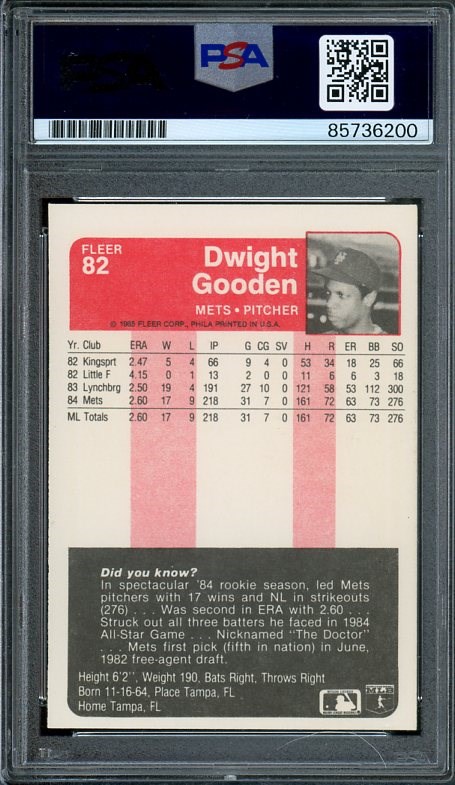 PSA
85736200
FLEER
82
Dwight
Gooden
METS • PITCHER
© 1985 FLEER CORP., PHILA PRINTED IN U.S.A.
Yr. Club ERA W L IP G CG SV H R ER BB SO
82 Kingsprt 2.47 5 4 66 9 4 0 53 34 18 25 66
82 Little F 4.15 0 1 13 2 0 0 11 6 6 3 18
83 Lynchbrg 2.50 19 4 191 27 10 0 121 58 53 112 300
84 Mets 2.60 17 9 218 31 7 0 161 72 63 73 276
ML Totals 2.60 17 9 218 31 7 0 161 72 63 73 276
Did you know?
In spectacular '84 rookie season, led Mets
pitchers with 17 wins and NL in strikeouts
(276) . . . Was second in ERA with 2.60 . . .
Struck out all three batters he faced in 1984
All-Star Game . . . Nicknamed "The Doctor"
. . . Mets first pick (fifth in nation) in June,
1982 free-agent draft.
Height 6'2", Weight 190, Bats Right, Throws Right
Born 11-16-64, Place Tampa, FL
Home Tampa, FL